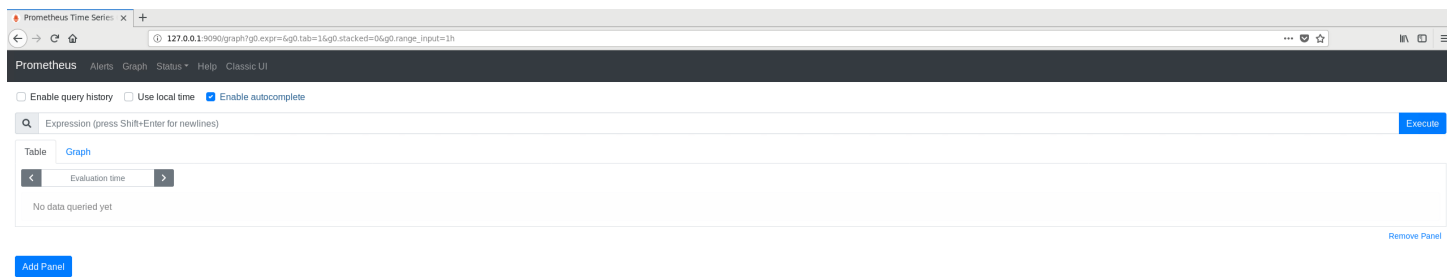 Prometheus Time Series
127.0.0.1:9090/graph?g0.expr=&g0.tab=1&g0.stacked=0&g0.range_input=1h
Prometheus Alerts Graph Status Help Classic UI
Enable query history Use local time Enable autocomplete
Expression (press Shift+Enter for newlines) Execute
Table Graph
Evaluation time
No data queried yet
Remove Panel
Add Panel